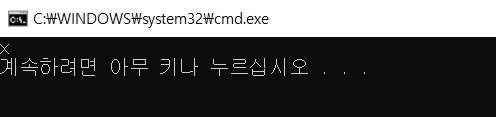 C:\WINDOWS\system32\cmd.exe
x
계속하려면 아무 키나 누르십시오 . . .